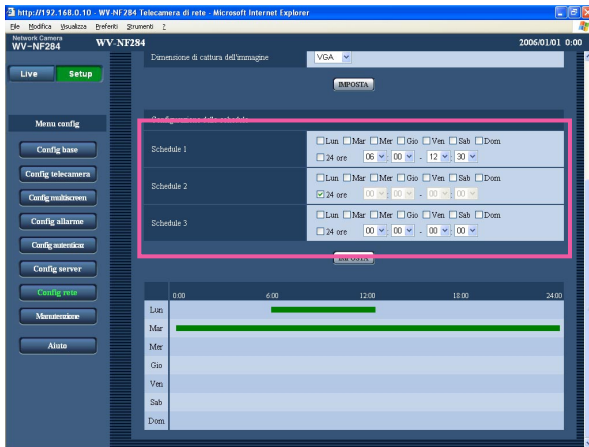 http://192.168.0.10 - WV-NF284 Telecamera di rete - Microsoft Internet Explorer
File Modifica Visualizza Preferiti Strumenti ?
Network Camera
WV-NF284
WV-NF284
2006/01/01 0:00
Live Setup
Dimensione di cattura dell'immagine VGA
IMPOSTA
Menu config
Configurazione della schedule
Config base
Config telecamera
Config multiscreen
Config allarme
Config autenticaz
Config server
Config rete
Manutenzione
Aiuto
Schedule 1
Lun Mar Mer Gio Ven Sab Dom
24 ore 06 : 00 - 12 : 30
Schedule 2
Lun Mar Mer Gio Ven Sab Dom
24 ore 00 : 00 - 00 : 00
Schedule 3
Lun Mar Mer Gio Ven Sab Dom
24 ore 00 : 00 - 00 : 00
IMPOSTA
0:00 6:00 12:00 18:00 24:00
Lun
Mar
Mer
Gio
Ven
Sab
Dom